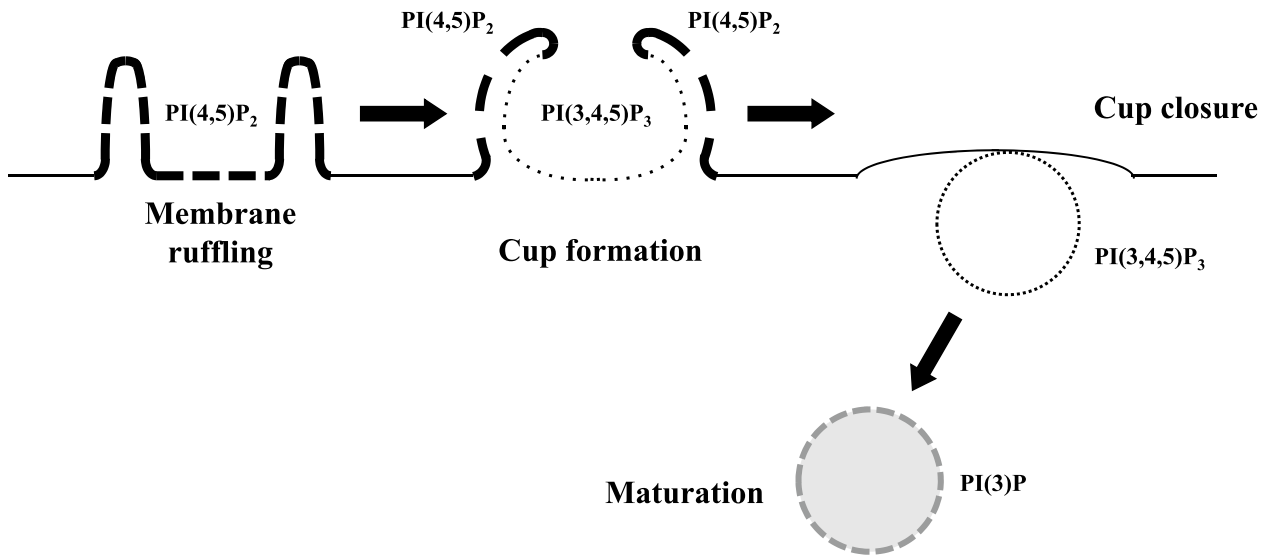 PI(4,5)P2
Membrane
ruffling
PI(4,5)P2
PI(4,5)P2
PI(3,4,5)P3
Cup formation
Cup closure
PI(3,4,5)P3
Maturation
PI(3)P